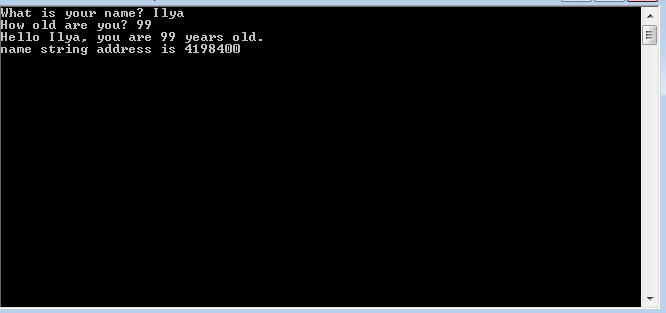 What is your name? Ilya
How old are you? 99
Hello Ilya, you are 99 years old.
name string address is 4198400